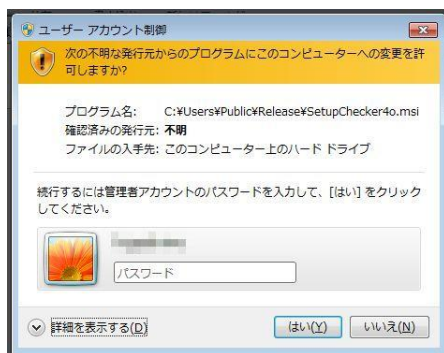 ユーザー アカウント制御
次の不明な発行元からのプログラムにこのコンピューターへの変更を許
可しますか?
プログラム名: C:¥Users¥Public¥Release¥SetupChecker4o.msi
確認済みの発行元: 不明
ファイルの入手先: このコンピューター上のハード ドライブ
続行するには管理者アカウントのパスワードを入力して、[はい] をクリック
してください。
パスワード
詳細を表示する(D)
はい(Y)
いいえ(N)